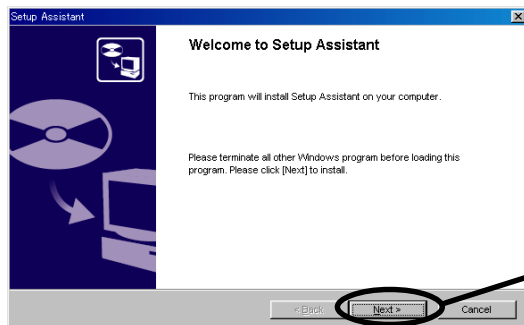 Setup Assistant
Welcome to Setup Assistant
This program will install Setup Assistant on your computer.
Please terminate all other Windows program before loading this
program. Please click [Next] to install.
< Back Next > Cancel